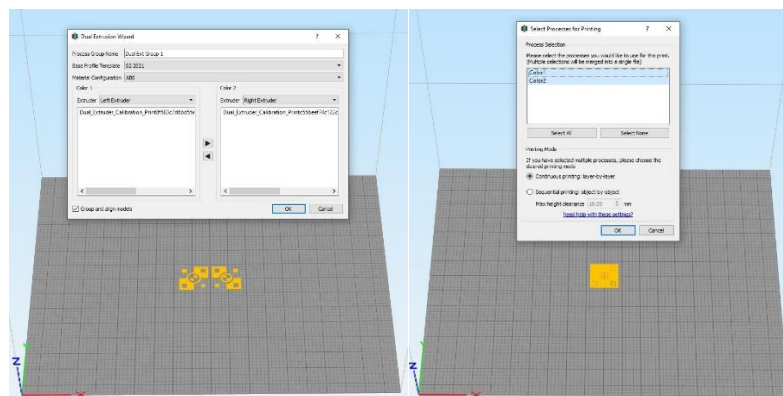 Dual Extrusion Wizard
Process Group Name Dual Ext Group 1
Base Profile Template S2 2021
Material Configuration ABS
Color 1
Extruder Left Extruder
Color 2
Extruder Right Extruder
Group and align models
OK Cancel
Select Processes for Printing
Process Selection
Please select the processes you would like to use for this print.
(Multiple selections will be merged into a single file)
Color1
Color2
Select All Select None
Printing Mode
If you have selected multiple processes, please choose the
desired printing mode
Continuous printing: layer-by-layer
Sequential printing: object by object
Max height clearance 10.00 mm
Need help with these settings?
OK Cancel
Z
X
Z
X